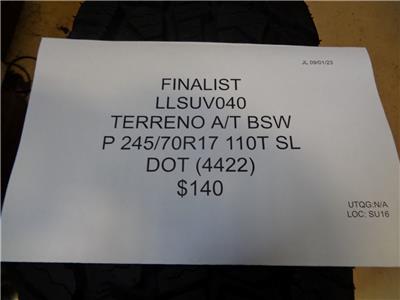 JL 09/01/23
FINALIST
LLSUV040
TERRENO A/T BSW
P 245/70R17 110T SL
DOT (4422)
$140
UTQG:N/A
LOC: SU16